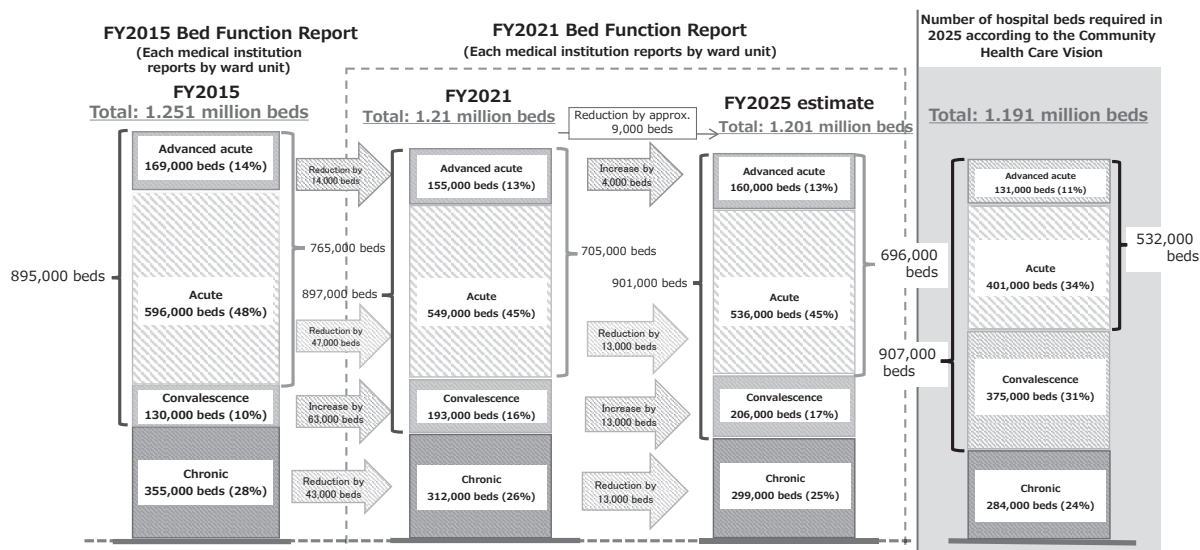 FY2015 Bed Function Report
(Each medical institution
reports by ward unit)
FY2015
Total: 1.251 million beds
Advanced acute
169,000 beds (14%)
Acute
596,000 beds (48%)
Convalescence
130,000 beds (10%)
Chronic
355,000 beds (28%)
895,000 beds
765,000 beds
Reduction by
14,000 beds
Reduction by
47,000 beds
Increase by
63,000 beds
Reduction by
43,000 beds
FY2021 Bed Function Report
(Each medical institution reports by ward unit)
FY2021
Total: 1.21 million beds
Advanced acute
155,000 beds (13%)
Acute
549,000 beds (45%)
Convalescence
193,000 beds (16%)
Chronic
312,000 beds (26%)
897,000 beds
705,000 beds
Reduction by approx.
9,000 beds
Increase by
4,000 beds
Reduction by
13,000 beds
Increase by
13,000 beds
Reduction by
13,000 beds
FY2025 estimate
Total: 1.201 million beds
Advanced acute
160,000 beds (13%)
Acute
536,000 beds (45%)
Convalescence
206,000 beds (17%)
Chronic
299,000 beds (25%)
901,000 beds
696,000
beds
Number of hospital beds required in
2025 according to the Community
Health Care Vision
Total: 1.191 million beds
Advanced acute
131,000 beds (11%)
Acute
401,000 beds (34%)
Convalescence
375,000 beds (31%)
Chronic
284,000 beds (24%)
907,000
beds
532,000
beds